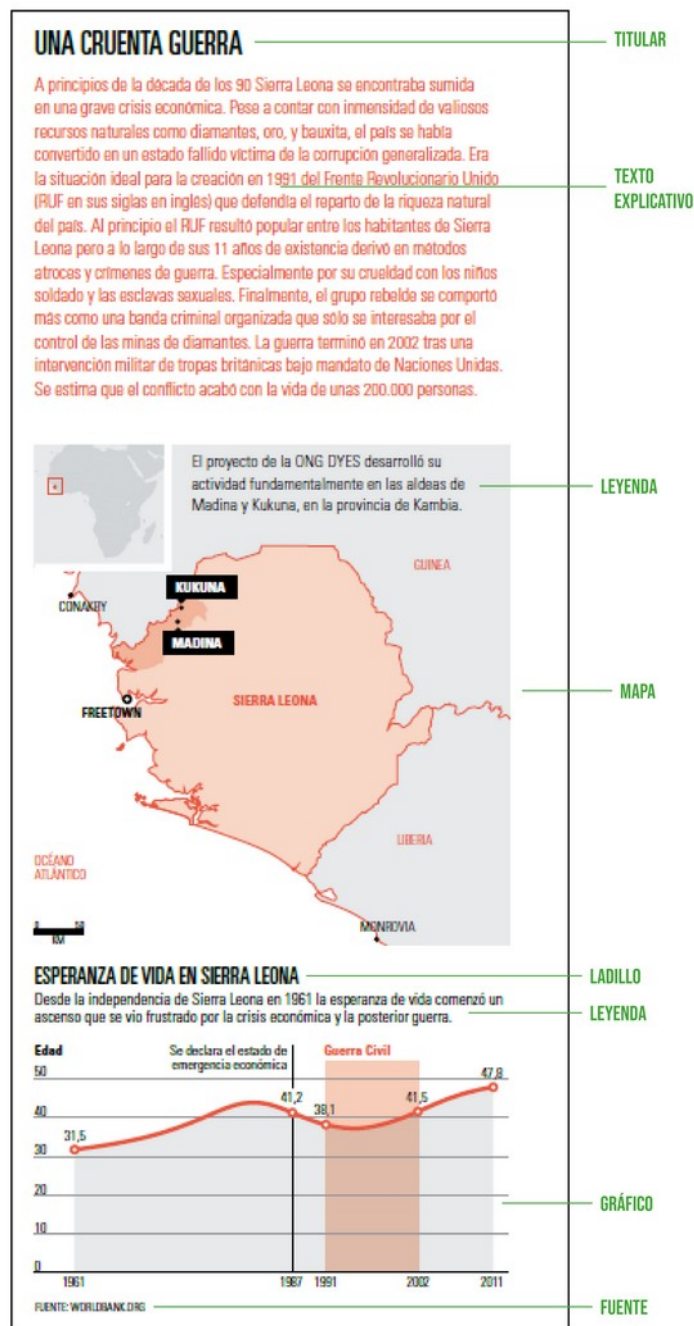 UNA CRUENTA GUERRA
TITULAR
A principios de la década de los 90 Sierra Leona se encontraba sumida
en una grave crisis económica. Pese a contar con inmensidad de valiosos
recursos naturales como diamantes, oro, y bauxita, el país se había
convertido en un estado fallido víctima de la corrupción generalizada. Era
la situación ideal para la creación en 1991 del Frente Revolucionario Unido
(RUF en sus siglas en inglés) que defendía el reparto de la riqueza natural
del país. Al principio el RUF resultó popular entre los habitantes de Sierra
Leona pero a lo largo de sus 11 años de existencia derivó en métodos
atroces y crímenes de guerra. Especialmente por su crueldad con los niños
soldado y las esclavas sexuales. Finalmente, el grupo rebelde se comportó
más como una banda criminal organizada que sólo se interesaba por el
control de las minas de diamantes. La guerra terminó en 2002 tras una
intervención militar de tropas británicas bajo mandato de Naciones Unidas.
Se estima que el conflicto acabó con la vida de unas 200.000 personas.
TEXTO
EXPLICATIVO
El proyecto de la ONG DYES desarrolló su
actividad fundamentalmente en las aldeas de
Madina y Kukuna, en la provincia de Kambia.
LEYENDA
GUINEA
KUKUNA
CONAKRY
MADINA
MAPA
SIERRA LEONA
FREETOWN
LIBERIA
OCÉANO
ATLÁNTICO
MONROVIA
0 50
KM
ESPERANZA DE VIDA EN SIERRA LEONA
LADILLO
Desde la independencia de Sierra Leona en 1961 la esperanza de vida comenzó un
ascenso que se vio frustrado por la crisis económica y la posterior guerra.
LEYENDA
Edad
Se declara el estado de
emergencia económica
Guerra Civil
50
47,8
41,2
41,5
40
38,1
31,5
30
20
GRÁFICO
10
0
1961 1987 1991 2002 2011
FUENTE: WORLDBANK.ORG
FUENTE